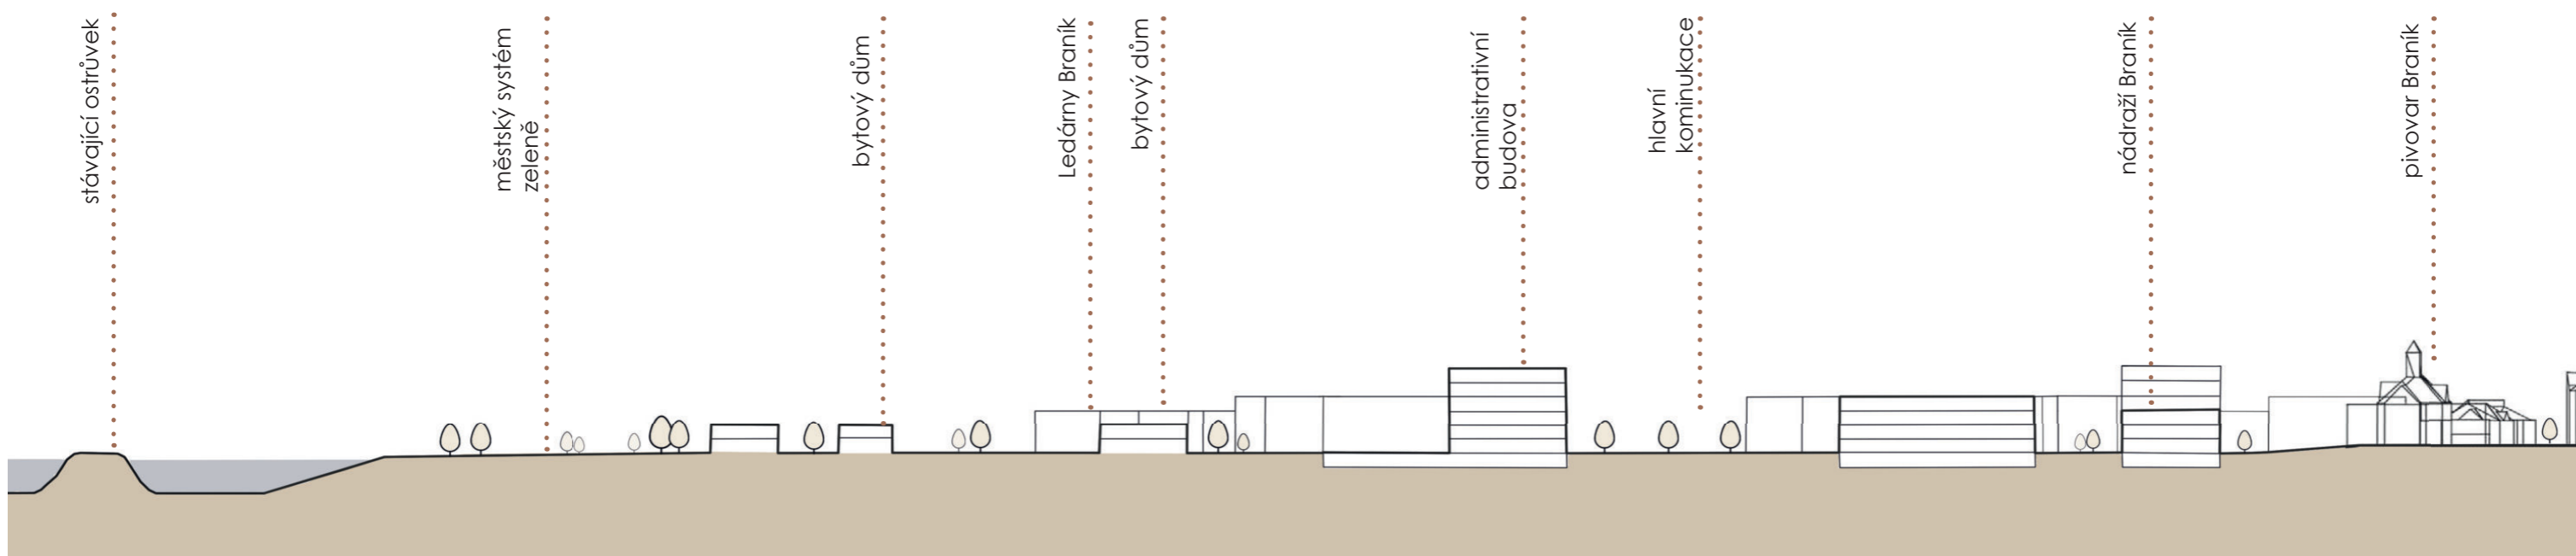 stávající ostrůvek
městský systém
zeleně
bytový dům
Ledárny Braník
bytový dům
administrativní
budova
hlavní
kominukace
nádraží Braník
pivovar Braník